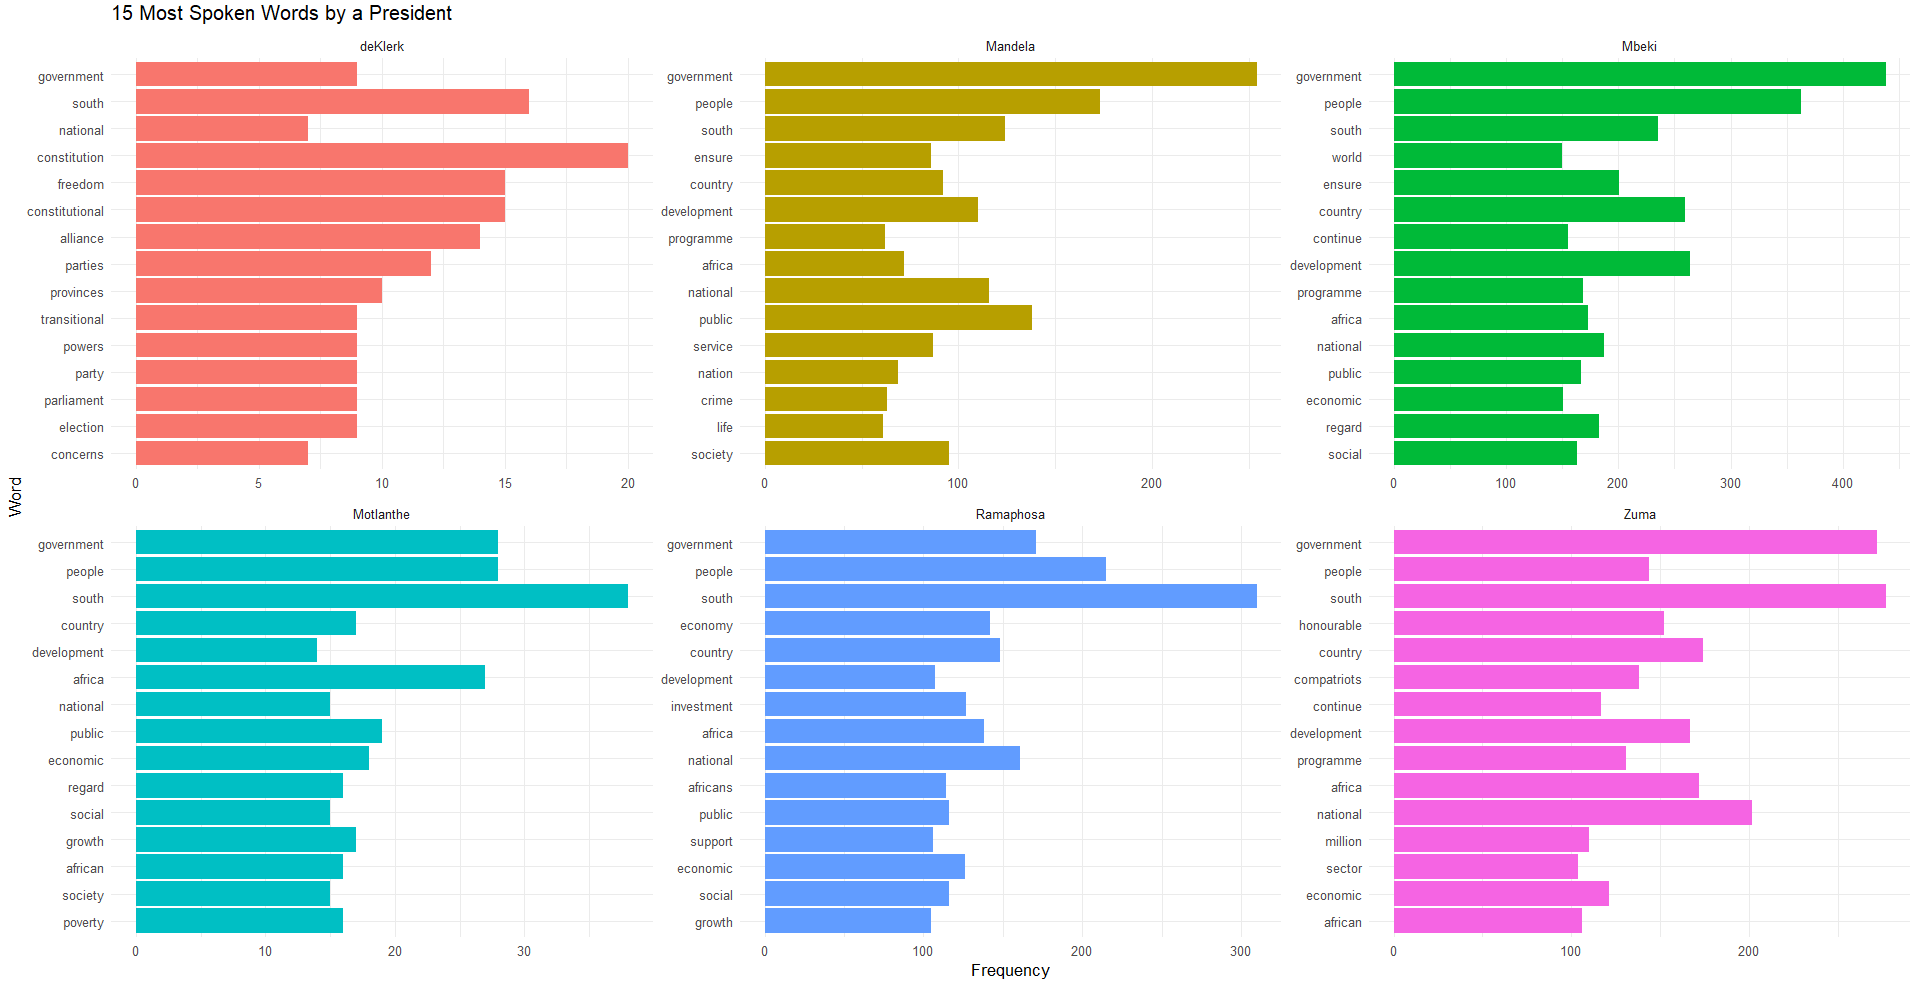 15 Most Spoken Words by a President
deKlerk
government
south
national
constitution
freedom
constitutional
alliance
parties
provinces
transitional
powers
party
parliament
election
concerns
0 5 10 15 20
Mandela
government
people
south
ensure
country
development
programme
africa
national
public
service
nation
crime
life
society
0 100 200
Mbeki
government
people
south
world
ensure
country
continue
development
programme
africa
national
public
economic
regard
social
0 100 200 300 400
Word
Motlanthe
government
people
south
country
development
africa
national
public
economic
regard
social
growth
african
society
poverty
0 10 20 30
Ramaphosa
government
people
south
economy
country
development
investment
africa
national
africans
public
support
economic
social
growth
0 100 200 300
Zuma
government
people
south
honourable
country
compatriots
continue
development
programme
africa
national
million
sector
economic
african
0 100 200
Frequency